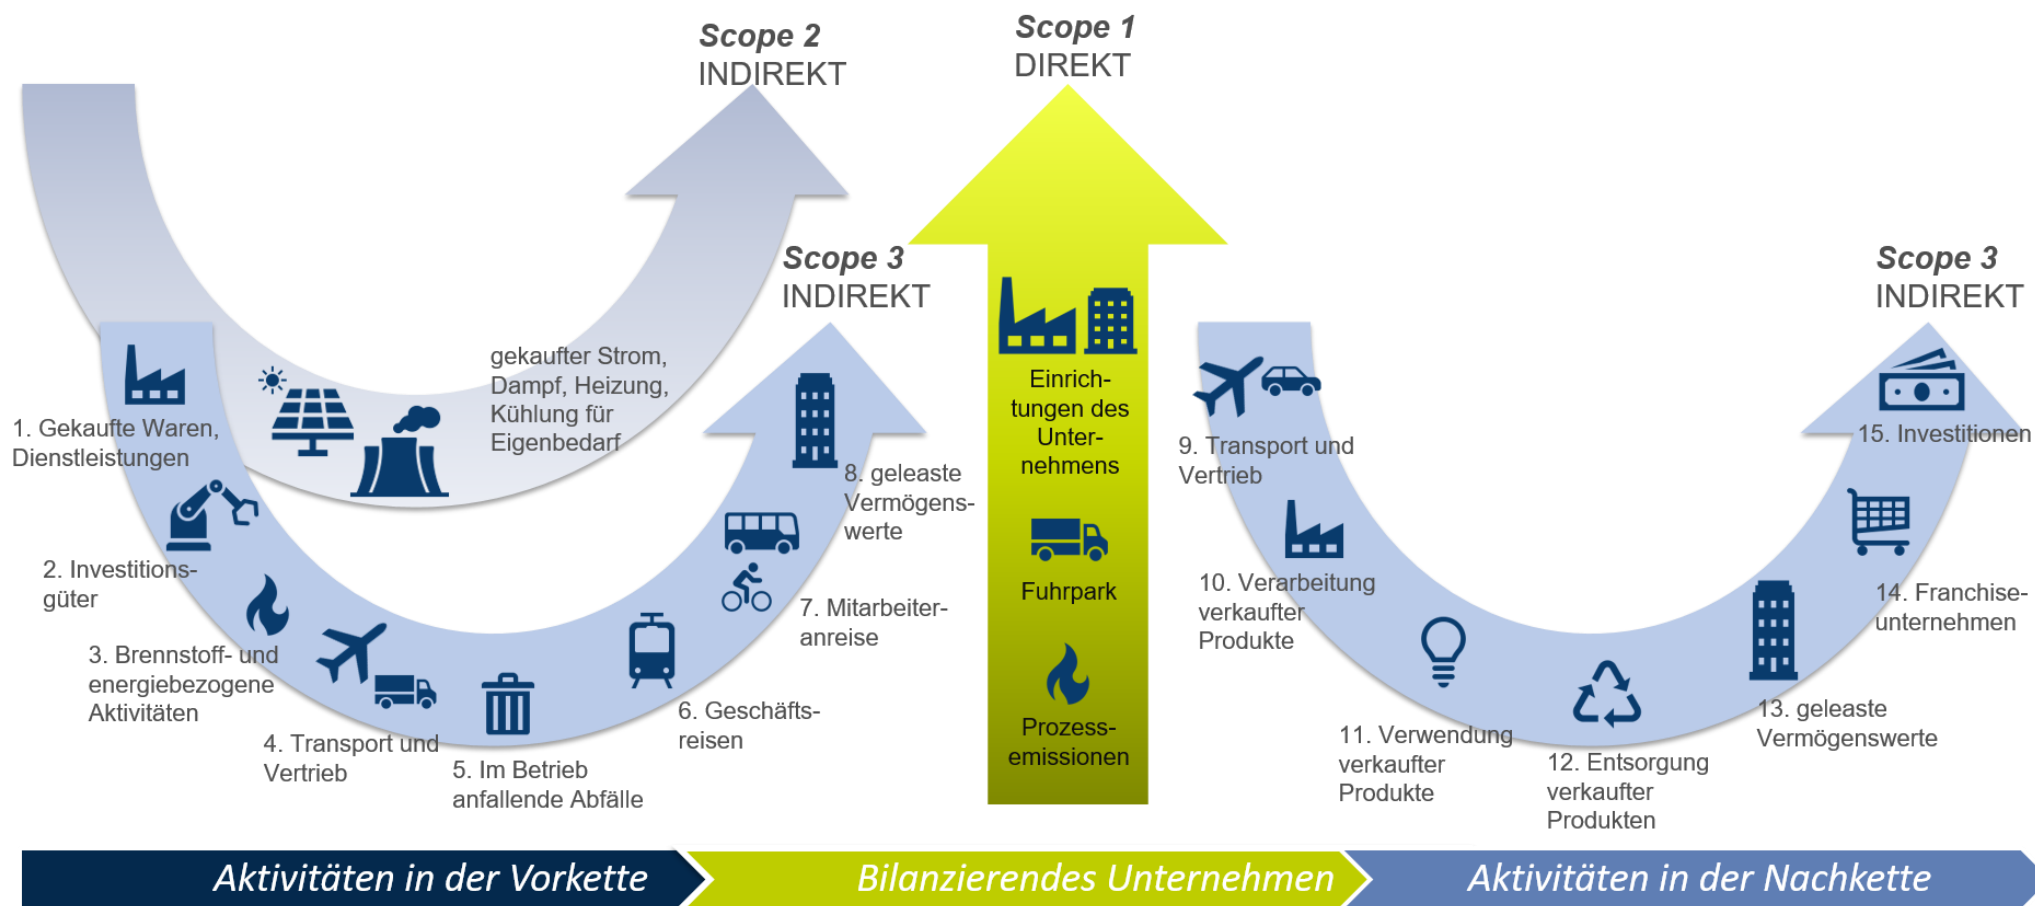 Scope 2
INDIREKT
Scope 1
DIREKT
Scope 3
INDIREKT
Scope 3
INDIREKT
gekaufter Strom,
Dampf, Heizung,
Kühlung für
Eigenbedarf
1. Gekaufte Waren,
Dienstleistungen
2. Investitions-
güter
3. Brennstoff- und
energiebezogene
Aktivitäten
4. Transport und
Vertrieb
5. Im Betrieb
anfallende Abfälle
6. Geschäfts-
reisen
7. Mitarbeiter-
anreise
8. geleaste
Vermögens-
werte
Einrich-
tungen des
Unter-
nehmens
Fuhrpark
Prozess-
emissionen
9. Transport und
Vertrieb
10. Verarbeitung
verkaufter
Produkte
11. Verwendung
verkaufter
Produkte
12. Entsorgung
verkaufter
Produkten
13. geleaste
Vermögenswerte
14. Franchise-
unternehmen
15. Investitionen
Aktivitäten in der Vorkette
Bilanzierendes Unternehmen
Aktivitäten in der Nachkette